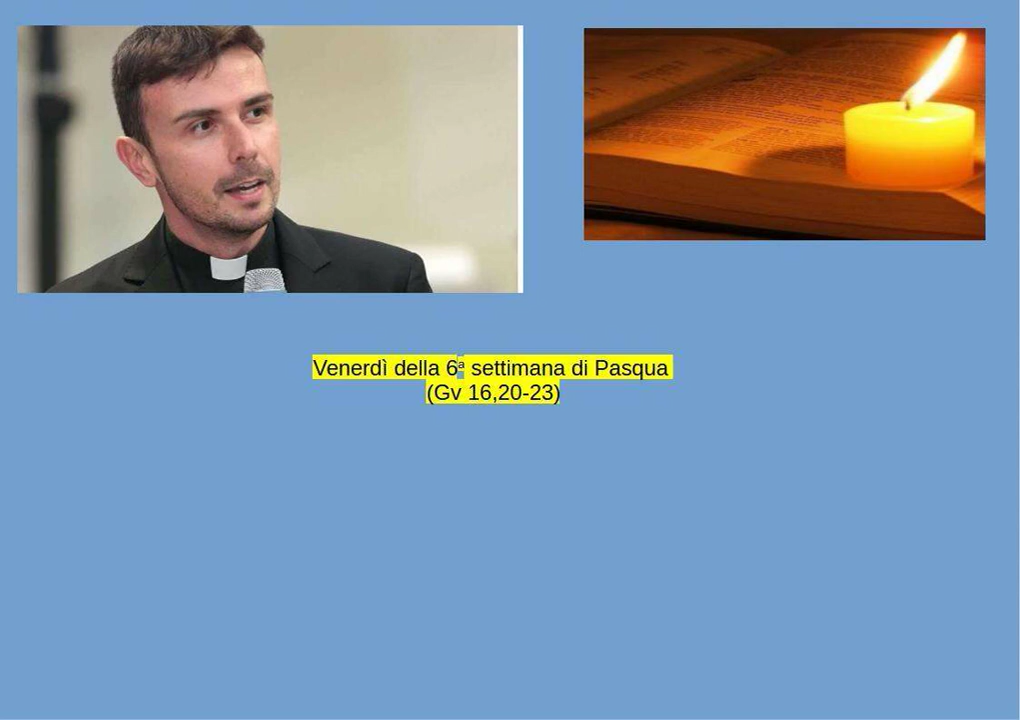 Venerdì della 6ª settimana di Pasqua
(Gv 16,20-23)